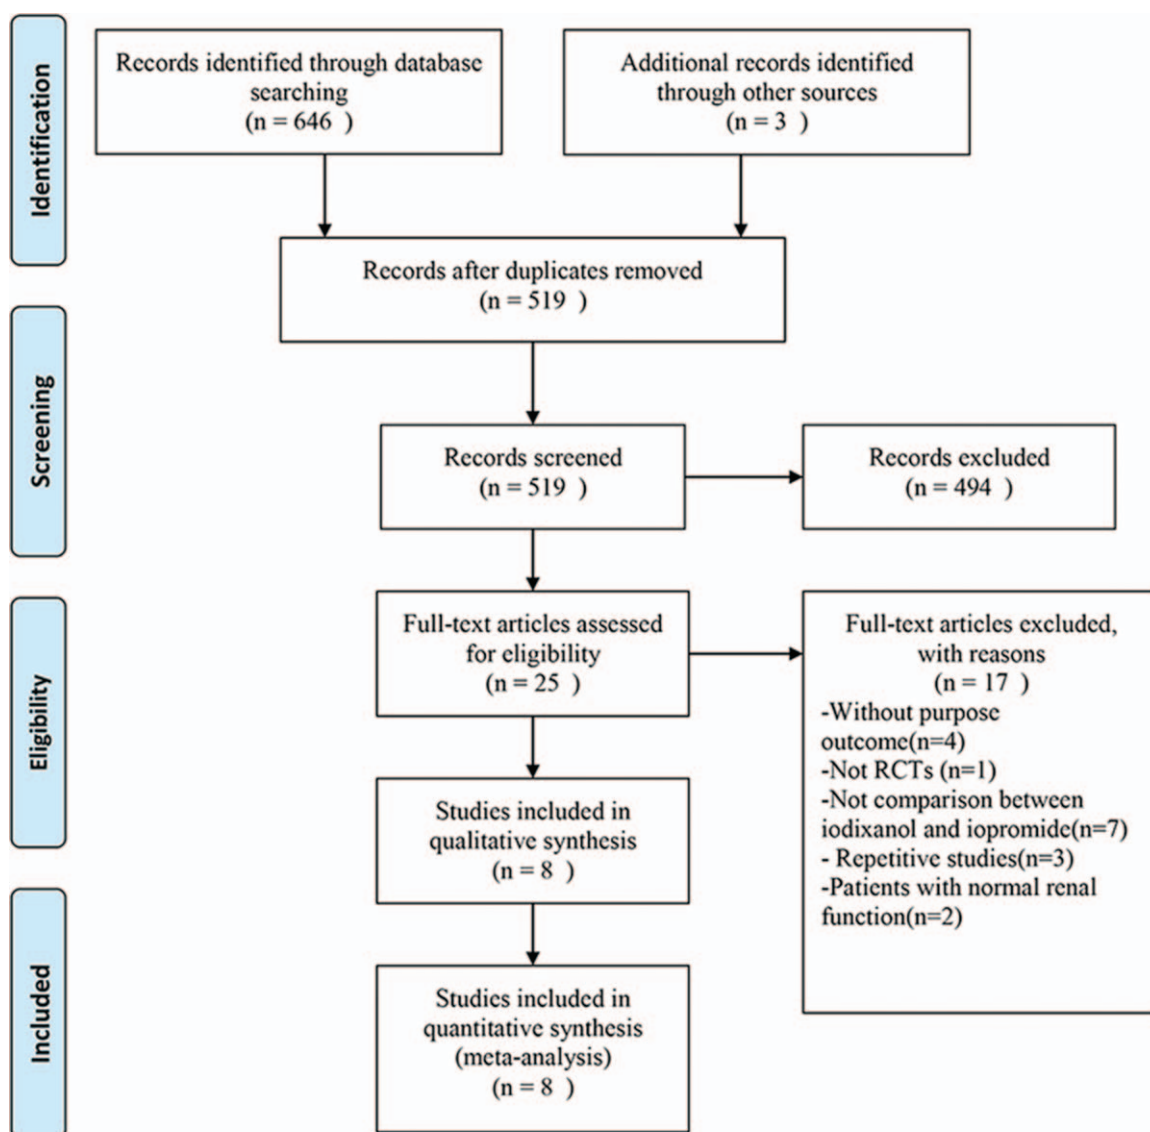 Identification
Records identified through database
searching
(n = 646 )
Additional records identified
through other sources
(n = 3 )
Records after duplicates removed
(n = 519 )
Screening
Records screened
(n = 519 )
Records excluded
(n = 494 )
Eligibility
Full-text articles assessed
for eligibility
(n = 25 )
Full-text articles excluded,
with reasons
(n = 17 )
-Without purpose
outcome(n=4)
-Not RCTs (n=1)
-Not comparison between
iodixanol and iopromide(n=7)
- Repetitive studies(n=3)
-Patients with normal renal
function(n=2)
Studies included in
qualitative synthesis
(n = 8 )
Included
Studies included in
quantitative synthesis
(meta-analysis)
(n = 8 )